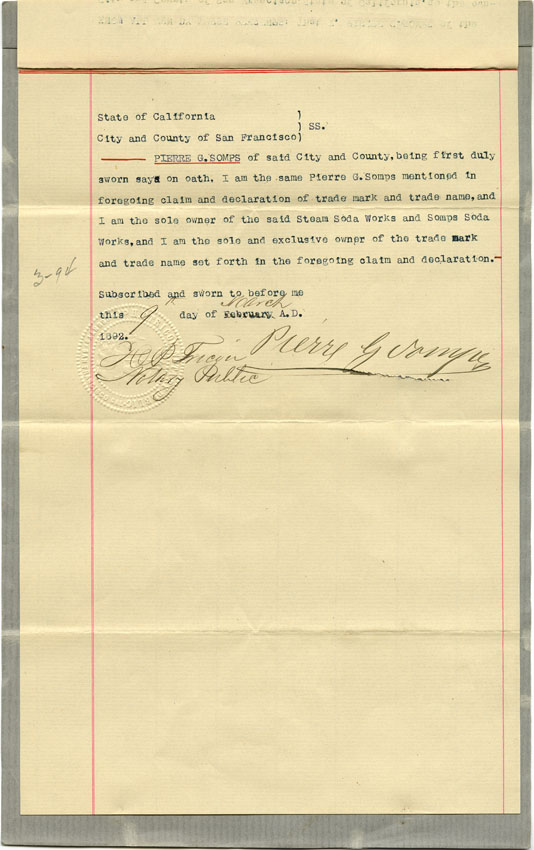 State of California )
) SS.
City and County of San Francisco)
PIERRE G.SOMPS of said City and County,being first duly
sworn says on oath. I am the same Pierre G.Somps mentioned in
foregoing claim and declaration of trade mark and trade name,and
I am the sole owner of the said Steam Soda Works and Somps Soda
Works,and I am the sole and exclusive owner of the trade mark
and trade name set forth in the foregoing claim and declaration.
3-92
Subscribed and sworn to before me
March
this 9th day of February A.D.
1892.
Pierre G Somps
Notary Public